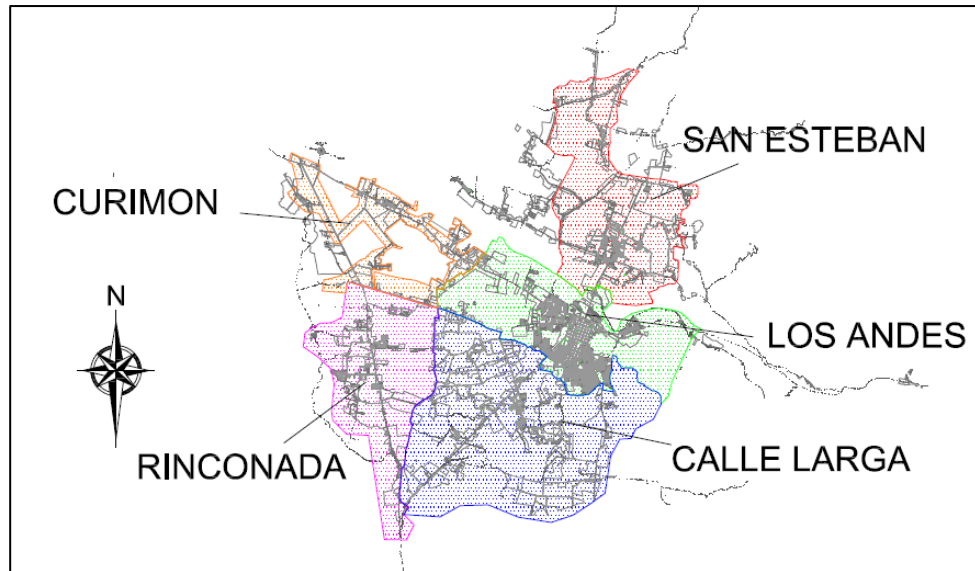 SAN ESTEBAN
CURIMON
N
LOS ANDES
RINCONADA
CALLE LARGA